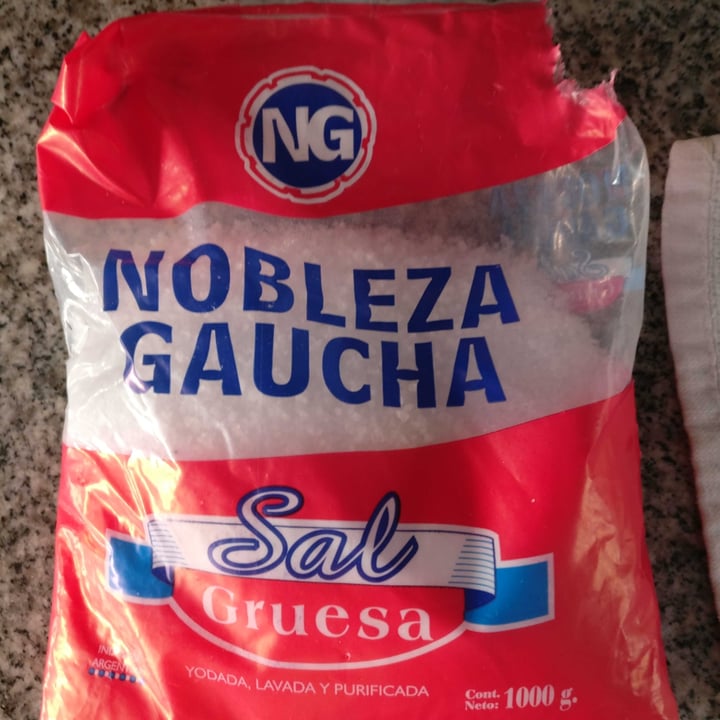 NG
NOBLEZA
GAUCHA
Sal
Gruesa
YODADA, LAVADA Y PURIFICADA
Cont.
Neto: 1000 g.